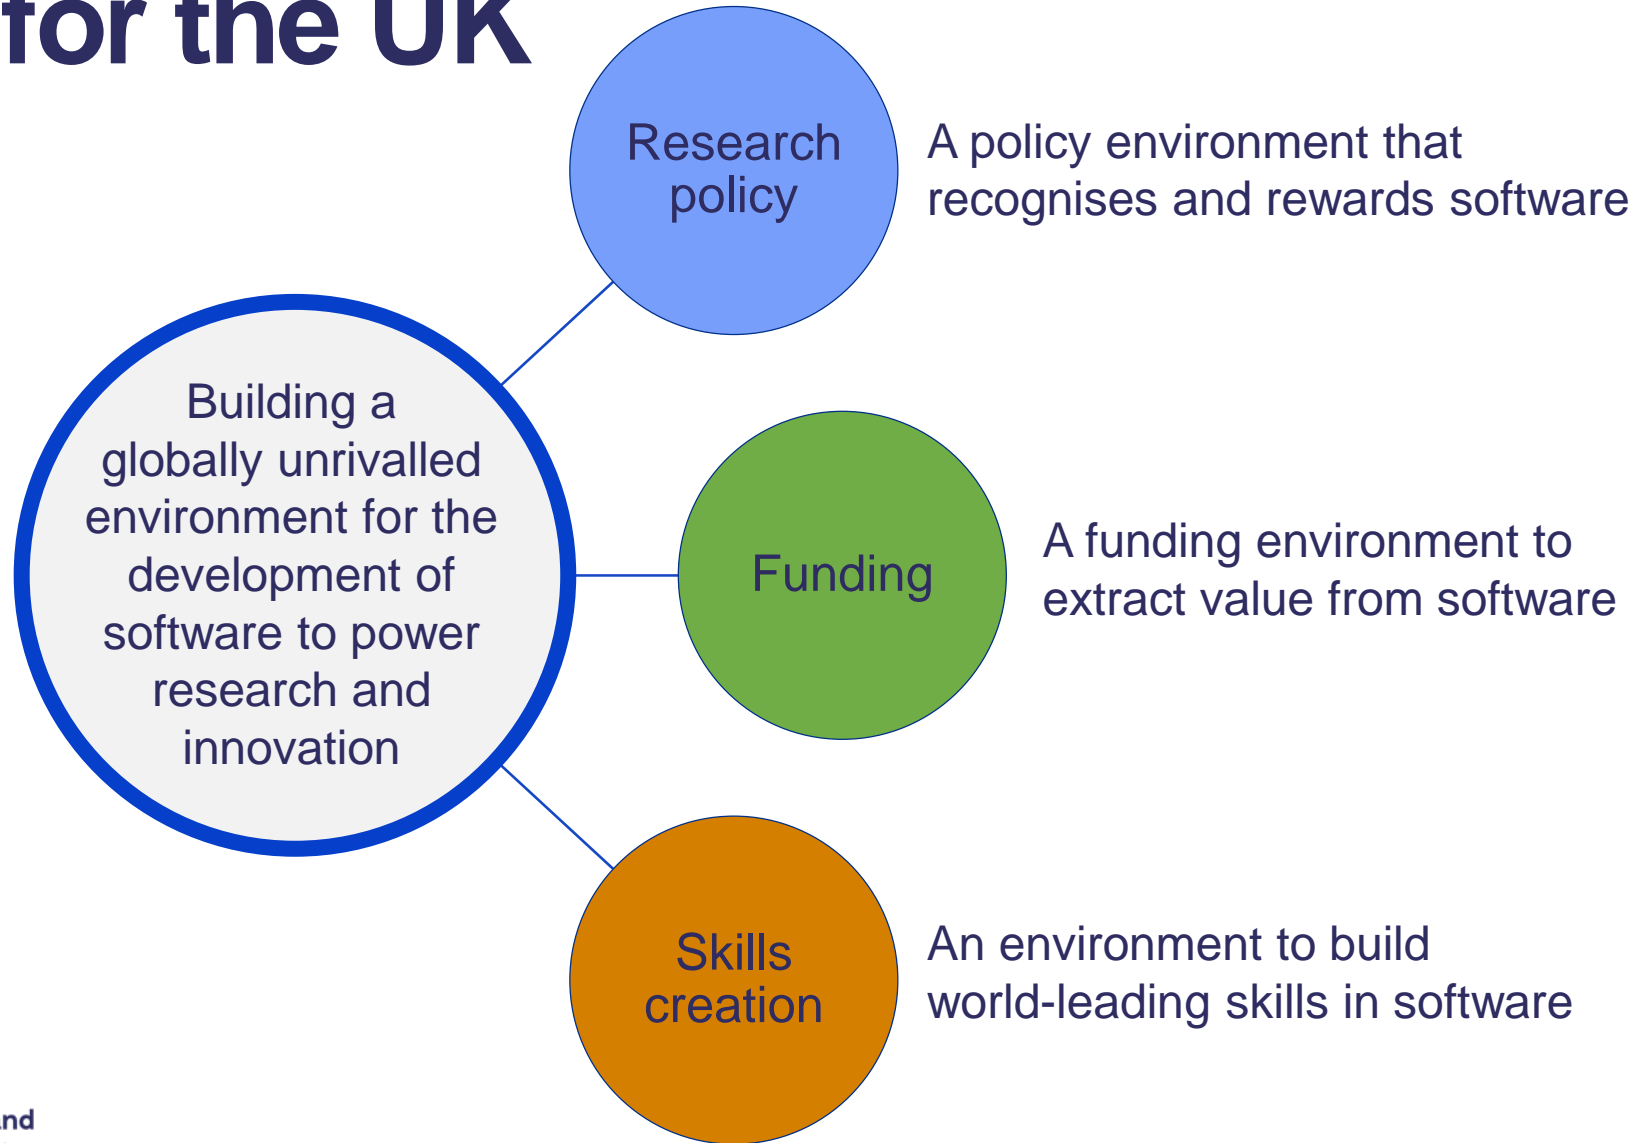 for the UK
Research
policy
A policy environment that
recognises and rewards software
Building a
globally unrivalled
environment for the
development of
software to power
research and
innovation
Funding
A funding environment to
extract value from software
Skills
creation
An environment to build
world-leading skills in software